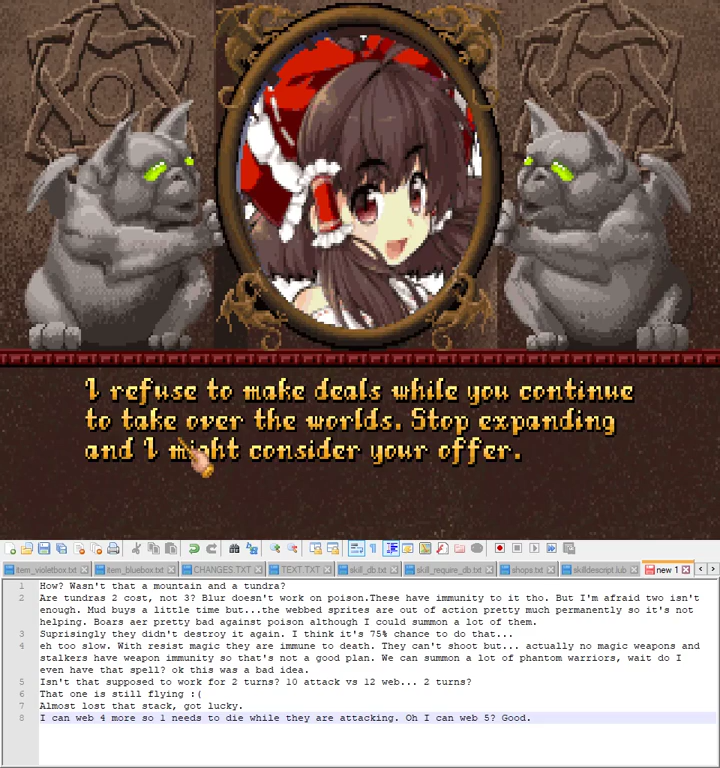 I refuse to make deals while you continue
to take over the worlds. Stop expanding
and I might consider your offer.
item_violetbox.txt
item_bluebox.txt
CHANGES.TXT
TEXT.TXT
skill_db.txt
skill_require_db.txt
shops.txt
skilldescript.lub
new 1
1 How? Wasn't that a mountain and a tundra?
2 Are tundras 2 cost, not 3? Blur doesn't work on poison.These have immunity to it tho. But I'm afraid two isn't
enough. Mud buys a little time but...the webbed sprites are out of action pretty much permanently so it's not
helping. Boars aer pretty bad against poison although I could summon a lot of them.
3 Suprisingly they didn't destroy it again. I think it's 75% chance to do that...
4 eh too slow. With resist magic they are immune to death. They can't shoot but... actually no magic weapons and
stalkers have weapon immunity so that's not a good plan. We can summon a lot of phantom warriors, wait do I
even have that spell? ok this was a bad idea.
5 Isn't that supposed to work for 2 turns? 10 attack vs 12 web... 2 turns?
6 That one is still flying :(
7 Almost lost that stack, got lucky.
8 I can web 4 more so 1 needs to die while they are attacking. Oh I can web 5? Good.